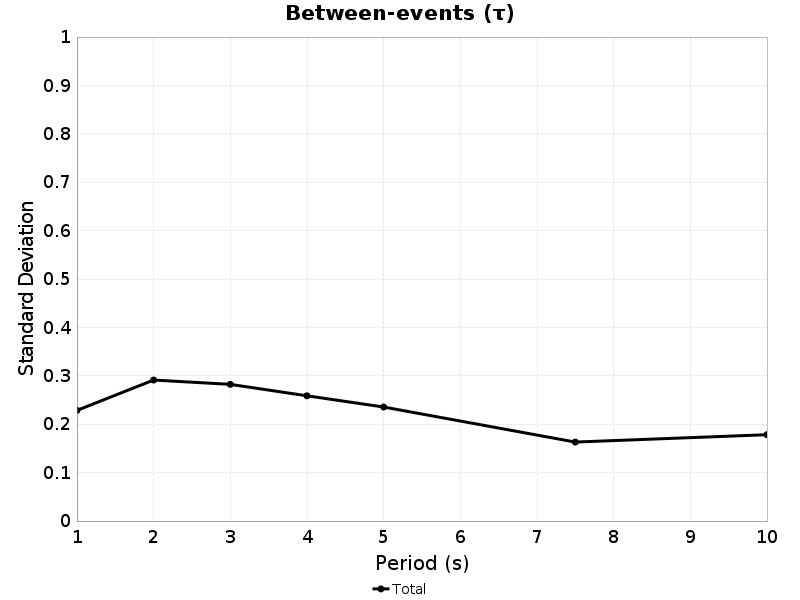 Between-events (τ)
1
0.9
0.8
0.7
0.6
0.5
0.4
0.3
0.2
0.1
0
Standard Deviation
1 2 3 4 5 6 7 8 9 10
Period (s)
Total